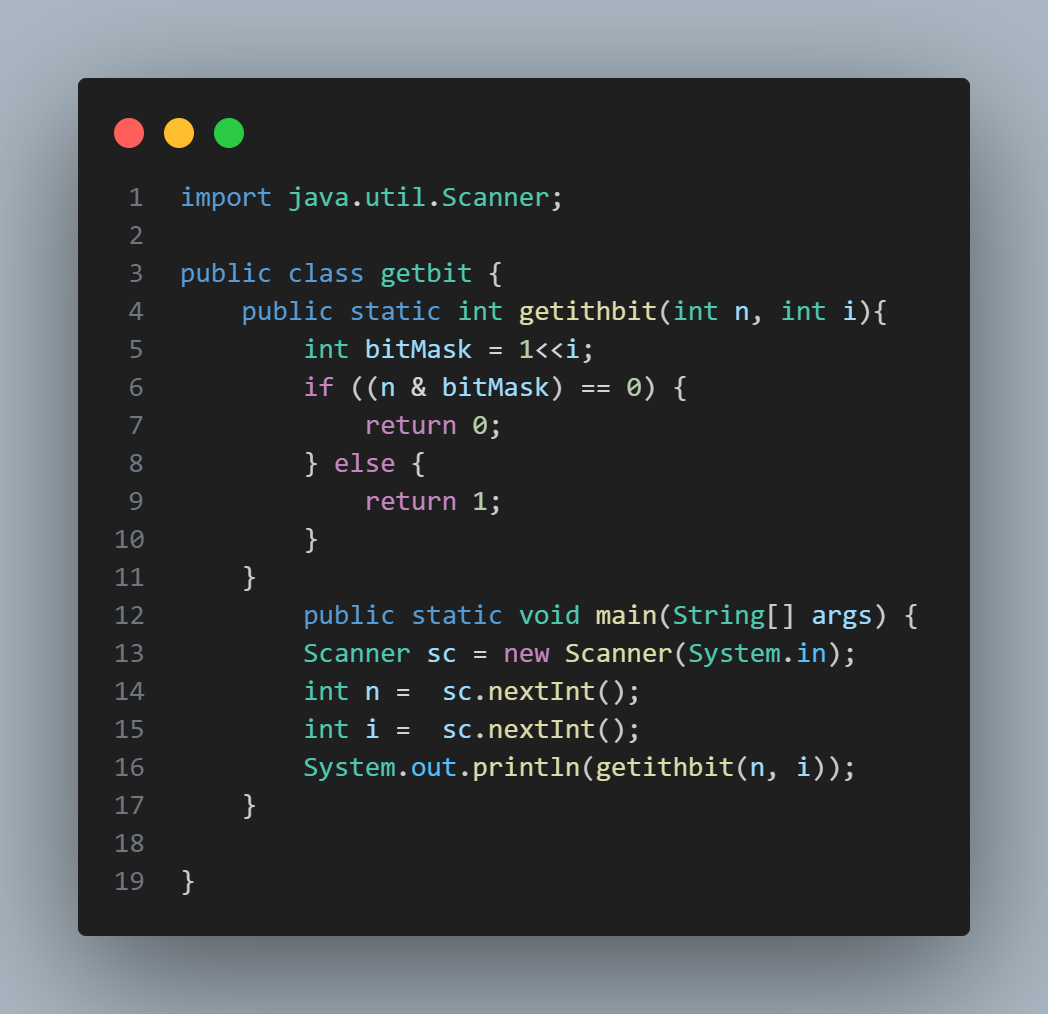 1 import java.util.Scanner;
2
3 public class getbit {
4     public static int getithbit(int n, int i){
5         int bitMask = 1<<i;
6         if ((n & bitMask) == 0) {
7             return 0;
8         } else {
9             return 1;
10         }
11     }
12         public static void main(String[] args) {
13         Scanner sc = new Scanner(System.in);
14         int n =  sc.nextInt();
15         int i =  sc.nextInt();
16         System.out.println(getithbit(n, i));
17     }
18
19 }